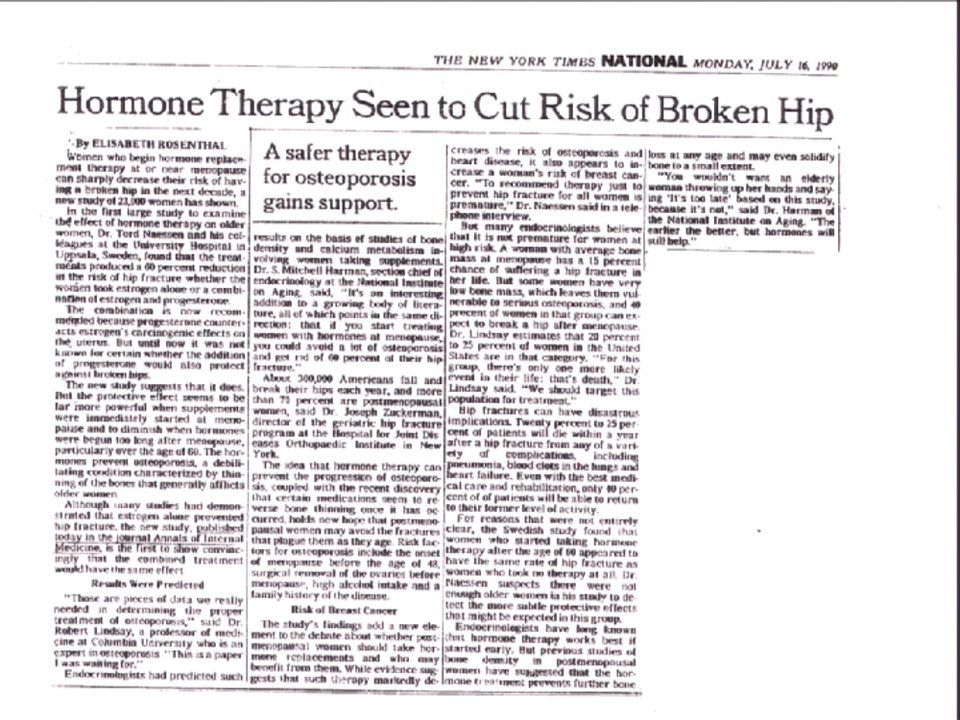 THE NEW YORK TIMES NATIONAL MONDAY, JULY 16, 1990
Hormone Therapy Seen to Cut Risk of Broken Hip
By ELISABETH ROSENTHAL
Women who begin hormone replace-
ment therapy at or near menopause
can sharply decrease their risk of hav-
ing a broken hip in the next decade, a
new study of 23,000 women has shown.
In the first large study to examine
the effect of hormone therapy on older
women, Dr. Tord Naessen and his col-
leagues at the University Hospital in
Uppsala, Sweden, found that the treat-
ments produced a 60 percent reduction
in the risk of hip fracture whether the
women took estrogen alone or a combi-
nation of estrogen and progesterone.
The combination is now recom-
mended because progesterone counter-
acts estrogen's carcinogenic effects on
the uterus. But until now it was not
known for certain whether the addition
of progesterone would also protect
against broken hips.
The new study suggests that it does.
But the protective effect seems to be
far more powerful when supplements
were immediately started at meno-
pause and to diminish when hormones
were begun too long after menopause,
particularly over the age of 60. The hor-
mones prevent osteoporosis, a debili-
tating condition characterized by thin-
ning of the bones that generally afflicts
older women.
Although many studies had demon-
strated that estrogen alone prevented
hip fracture, the new study, published
today in the journal Annals of Internal
Medicine, is the first to show convinc-
ingly that the combined treatment
would have the same effect
Results Were Predicted
"Those are pieces of data we really
needed in determining the proper
treatment of osteoporosis," said Dr.
Robert Lindsay, a professor of medi-
cine at Columbia University who is an
expert in osteoporosis "This is a paper
I was waiting for."
Endocrinologists had predicted such
A safer therapy
for osteoporosis
gains support.
results on the basis of studies of bone
density and calcium metabolism in-
volving women taking supplements.
Dr. S. Mitchell Harman, section chief of
endocrinology at the National Institute
on Aging, said, "It's an interesting
addition to a growing body of litera-
ture, all of which points in the same di-
rection: that if you start treating
women with hormones at menopause,
you could avoid a lot of osteoporosis
and get rid of 60 percent of their hip
fracture."
About 300,000 Americans fall and
break their hips each year, and more
than 75 percent are postmenopausal
women, said Dr. Joseph Zuckerman,
director of the geriatric hip fracture
program at the Hospital for Joint Dis
eases Orthopaedic Institute in New
York.
The idea that hormone therapy can
prevent the progression of osteoporo-
sis, coupled with the recent discovery
that certain medications seem to re-
verse bone thinning once it has oc-
curred, holds new hope that postmeno-
pausal women may avoid the fractures
that plague them as they age. Risk fac-
tors for osteoporosis include the onset
of menopause before the age of 48,
surgical removal of the ovaries before
menopause, high alcohol intake and a
family history of the disease.
Risk of Breast Cancer
The study's findings add a new ele-
ment to the debate about whether post-
menopausal women should take hor-
mone replacements and who may
benefit from them. While evidence sug-
gests that such therapy markedly de-
creases the risk of osteoporosis and
heart disease, it also appears to in-
crease a woman's risk of breast can-
cer. "To recommend therapy just to
prevent hip fracture for all women is
premature," Dr. Naessen said in a tele-
phone interview.
But many endocrinologists believe
that it is not premature for women at
high risk. A woman with average bone
mass at menopause has a 15 percent
chance of suffering a hip fracture in
her life. But some women have very
low bone mass, which leaves them vul-
nerable to serious osteoporosis, and 40
precent of women in that group can ex-
pect to break a hip after menopause.
Dr. Lindsay estimates that 20 percent
to 25 percent of women in the United
States are in that category. "For this
group, there's only one more likely
event in their life: that's death," Dr.
Lindsay said. "We should target this
population for treatment."
Hip fractures can have disastrous
implications. Twenty percent to 25 per-
cent of patients will die within a year
after a hip fracture from any of a vari-
ety of complications, including
pneumonia, blood clots in the lungs and
heart failure. Even with the best medi-
cal care and rehabilitation, only 40 per-
cent of of patients will be able to return
to their former level of activity.
For reasons that were not entirely
clear, the Swedish study found that
women who started taking hormone
therapy after the age of 60 appeared to
have the same rate of hip fracture as
women who took no therapy at all. Dr.
Naessen suspects there were not
enough older women in his study to de-
tect the more subtle protective effects
that might be expected in this group.
Endocrinologists have long known
that hormone therapy works best if
started early. But previous studies of
bone density in postmenopausal
women have suggested that the hor-
mone treatment prevents further bone
loss at any age and may even solidify
bone to a small extent.
"You wouldn't want an elderly
woman throwing up her hands and say-
ing 'It's too late' based on this study,
because it's not," said Dr. Harman of
the National Institute on Aging. "The
earlier the better, but hormones will
still help."